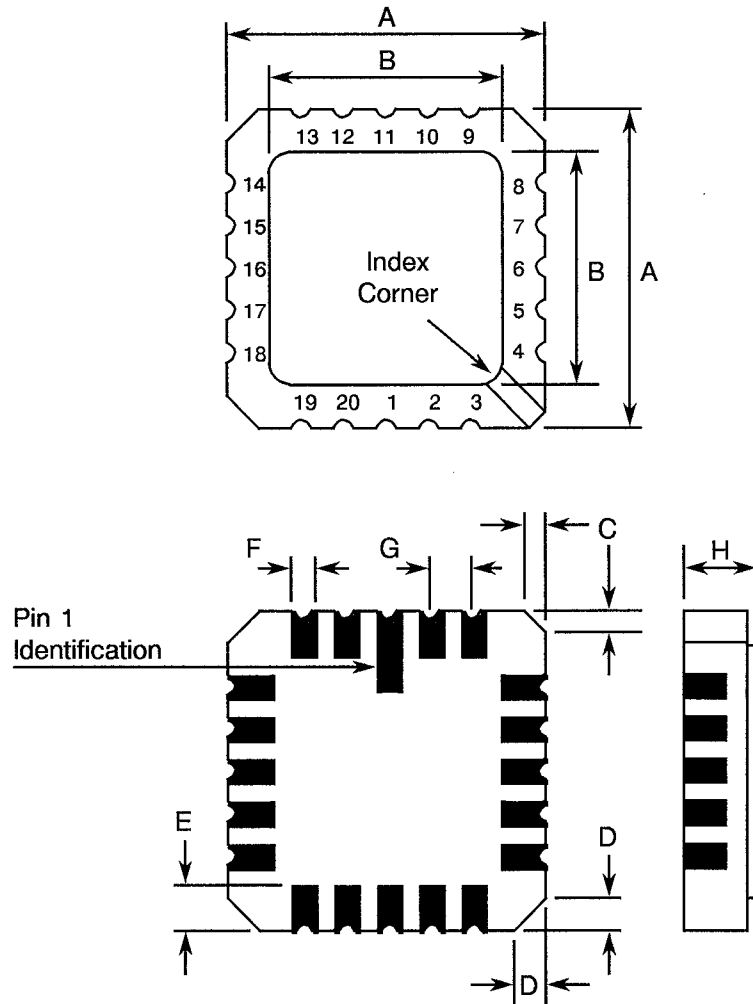 A
B
13 12 11 10 9
14 8
15 7
16 6
17 5
18 4
Index
Corner
B A
19 20 1 2 3
C
F G H
Pin 1
Identification
E D
D